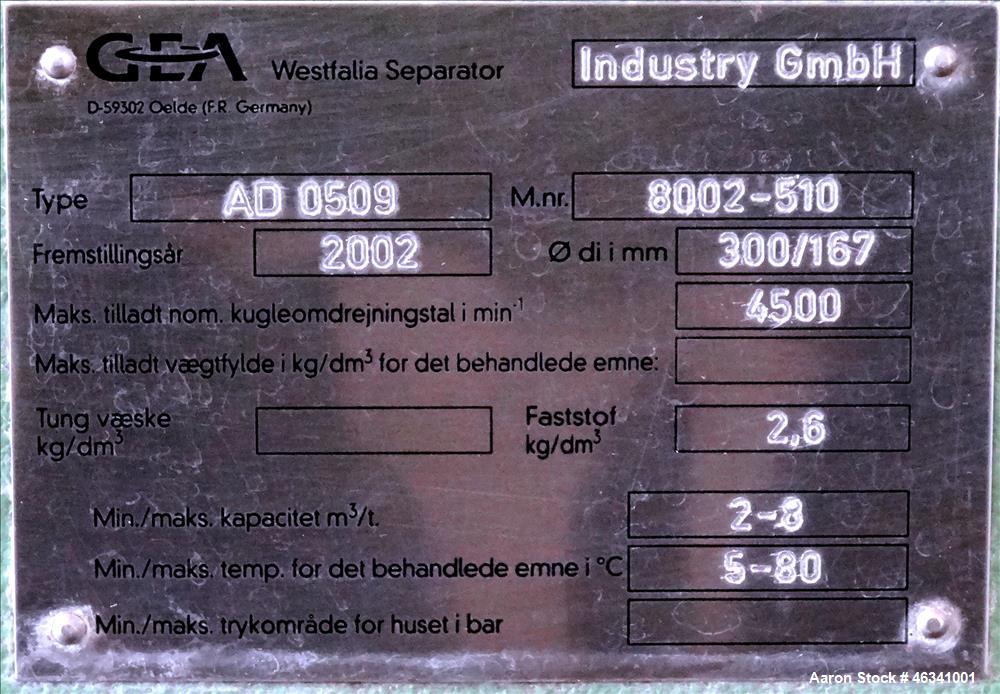 GEA Westfalia Separator Industry GmbH
D-59302 Oelde (F.R. Germany)
Type AD 0509 M.nr. 8002-510
Fremstillingsår 2002 Ø di i mm 300/167
Maks. tilladt nom. kugleomdrejningstal i min⁻¹ 4500
Maks. tilladt vægtfylde i kg/dm³ for det behandlede emne:
Tung væske kg/dm³ Faststof kg/dm³ 2,6
Min./maks. kapacitet m³/t. 2-8
Min./maks. temp. for det behandlede emne i °C 5-80
Min./maks. trykområde for huset i bar
Aaron Stock # 46341001